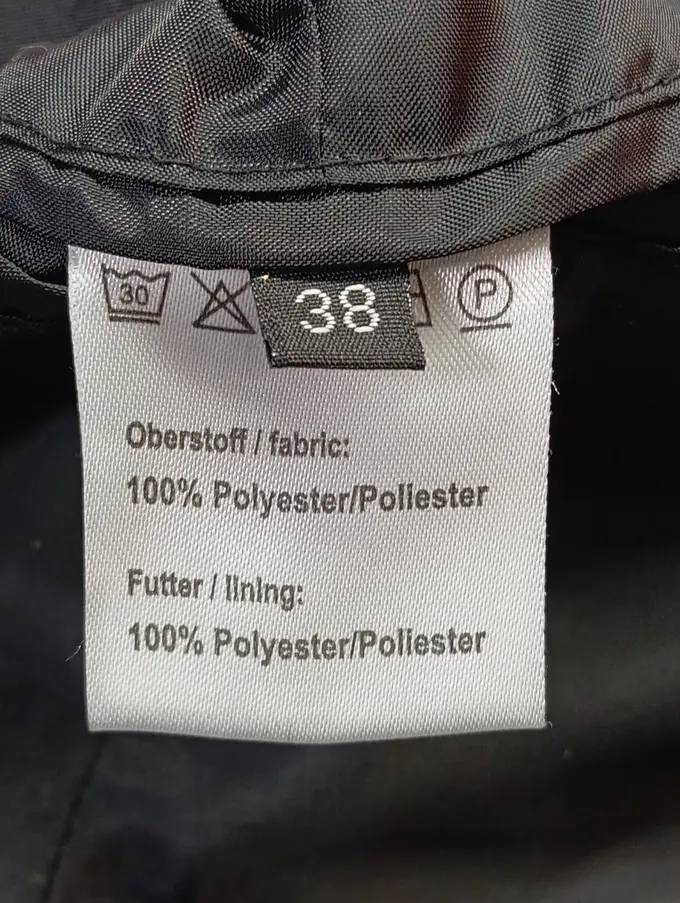 30
38
P
Oberstoff / fabric:
100% Polyester/Poliester
Futter / lining:
100% Polyester/Poliester